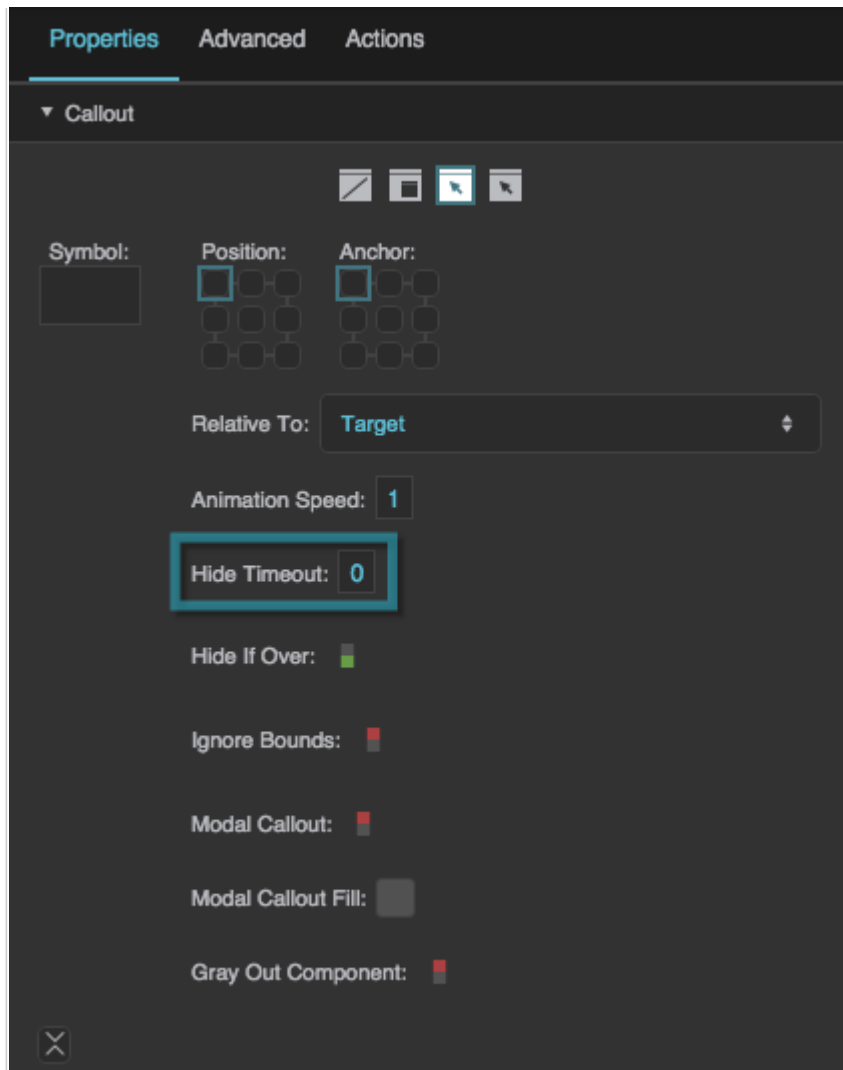 Properties Advanced Actions
Callout
Symbol: Position: Anchor:
Relative To: Target
Animation Speed: 1
Hide Timeout: 0
Hide If Over:
Ignore Bounds:
Modal Callout:
Modal Callout Fill:
Gray Out Component: